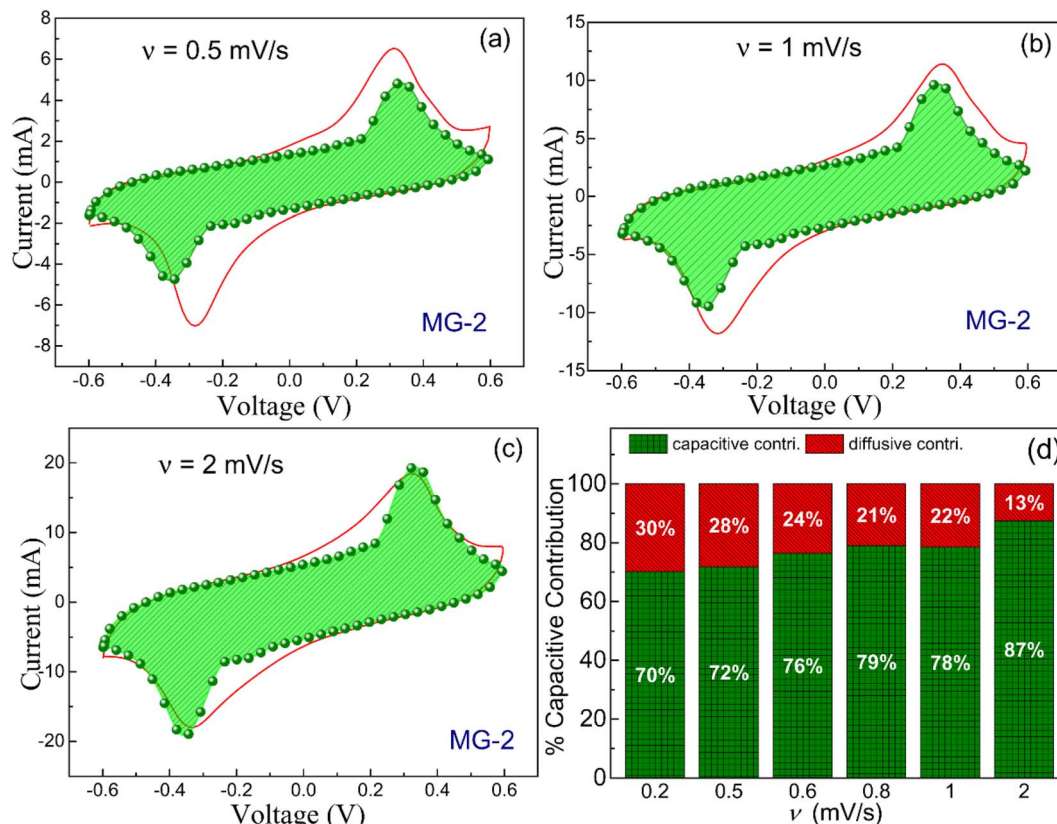 (a)
ν = 0.5 mV/s
8
6
4
2
0
-2
-4
-6
-8
Current (mA)
MG-2
-0.6 -0.4 -0.2 0.0 0.2 0.4 0.6
Voltage (V)
(b)
ν = 1 mV/s
15
10
5
0
-5
-10
-15
Current (mA)
MG-2
-0.6 -0.4 -0.2 0.0 0.2 0.4 0.6
Voltage (V)
(c)
ν = 2 mV/s
20
10
0
-10
-20
Current (mA)
MG-2
-0.6 -0.4 -0.2 0.0 0.2 0.4 0.6
Voltage (V)
capacitive contri. diffusive contri. (d)
100
80
60
40
20
0
% Capacitive Contribution
30% 28% 24% 21% 22% 13%
70% 72% 76% 79% 78% 87%
0.2 0.5 0.6 0.8 1 2
ν (mV/s)